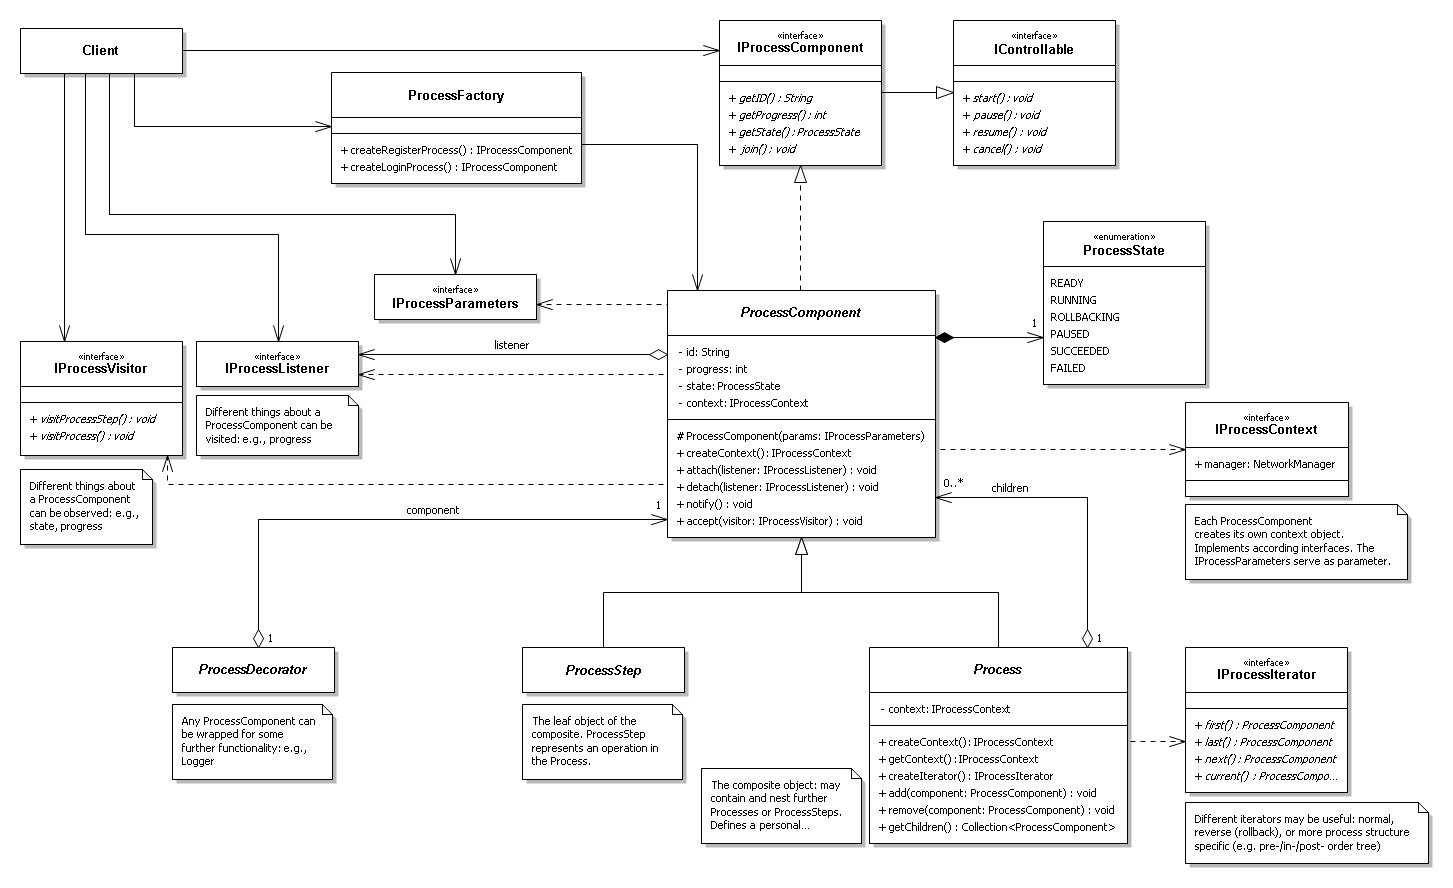 Client
«interface»
IProcessComponent
+ getID() : String
+ getProgress() : int
+ getState() : ProcessState
+ join() : void
«interface»
IControllable
+ start() : void
+ pause() : void
+ resume() : void
+ cancel() : void
ProcessFactory
+ createRegisterProcess() : IProcessComponent
+ createLoginProcess() : IProcessComponent
«enumeration»
ProcessState
READY
RUNNING
ROLLBACKING
PAUSED
SUCCEEDED
FAILED
1
«interface»
IProcessParameters
«interface»
IProcessVisitor
+ visitProcessStep() : void
+ visitProcess() : void
«interface»
IProcessListener
listener
Different things about a
ProcessComponent can be
visited: e.g., progress
Different things about
a ProcessComponent
can be observed: e.g.,
state, progress
ProcessComponent
- id: String
- progress: int
- state: ProcessState
- context: IProcessContext
# ProcessComponent(params: IProcessParameters)
+ createContext(): IProcessContext
+ attach(listener: IProcessListener) : void
+ detach(listener: IProcessListener) : void
+ notify() : void
+ accept(visitor: IProcessVisitor) : void
«interface»
IProcessContext
+ manager: NetworkManager
Each ProcessComponent
creates its own context object.
Implements according interfaces. The
IProcessParameters serve as parameter.
0..*
children
component
1
1
1
ProcessDecorator
Any ProcessComponent can
be wrapped for some
further functionality: e.g.,
Logger
ProcessStep
The leaf object of the
composite. ProcessStep
represents an operation in
the Process.
The composite object: may
contain and nest further
Processes or ProcessSteps.
Defines a personal...
Process
- context: IProcessContext
+ createContext(): IProcessContext
+ getContext(): IProcessContext
+ createIterator() : IProcessIterator
+ add(component: ProcessComponent) : void
+ remove(component: ProcessComponent) : void
+ getChildren() : Collection<ProcessComponent>
«interface»
IProcessIterator
+ first() : ProcessComponent
+ last() : ProcessComponent
+ next() : ProcessComponent
+ current() : ProcessCompo...
Different iterators may be useful: normal,
reverse (rollback), or more process structure
specific (e.g. pre-/in-/post- order tree)